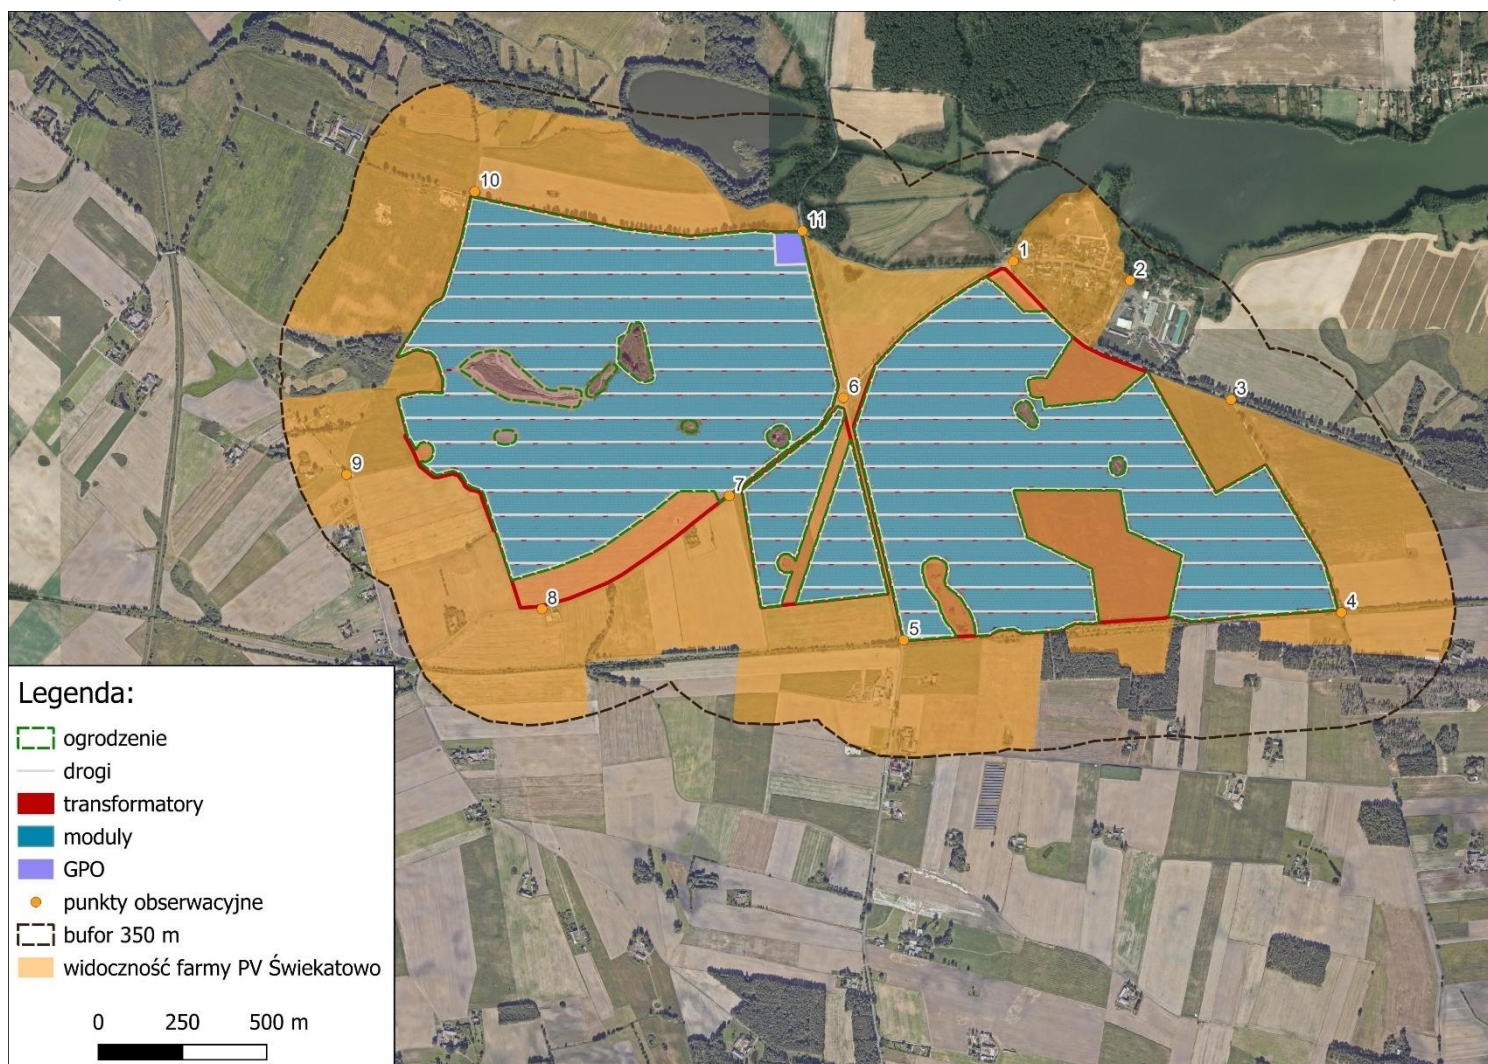 10
11
1
2
3
6
9
7
8
4
5
Legenda:
ogrodzenie
drogi
transformatory
moduly
GPO
punkty obserwacyjne
bufor 350 m
widoczność farmy PV Świekatowo
0 250 500 m